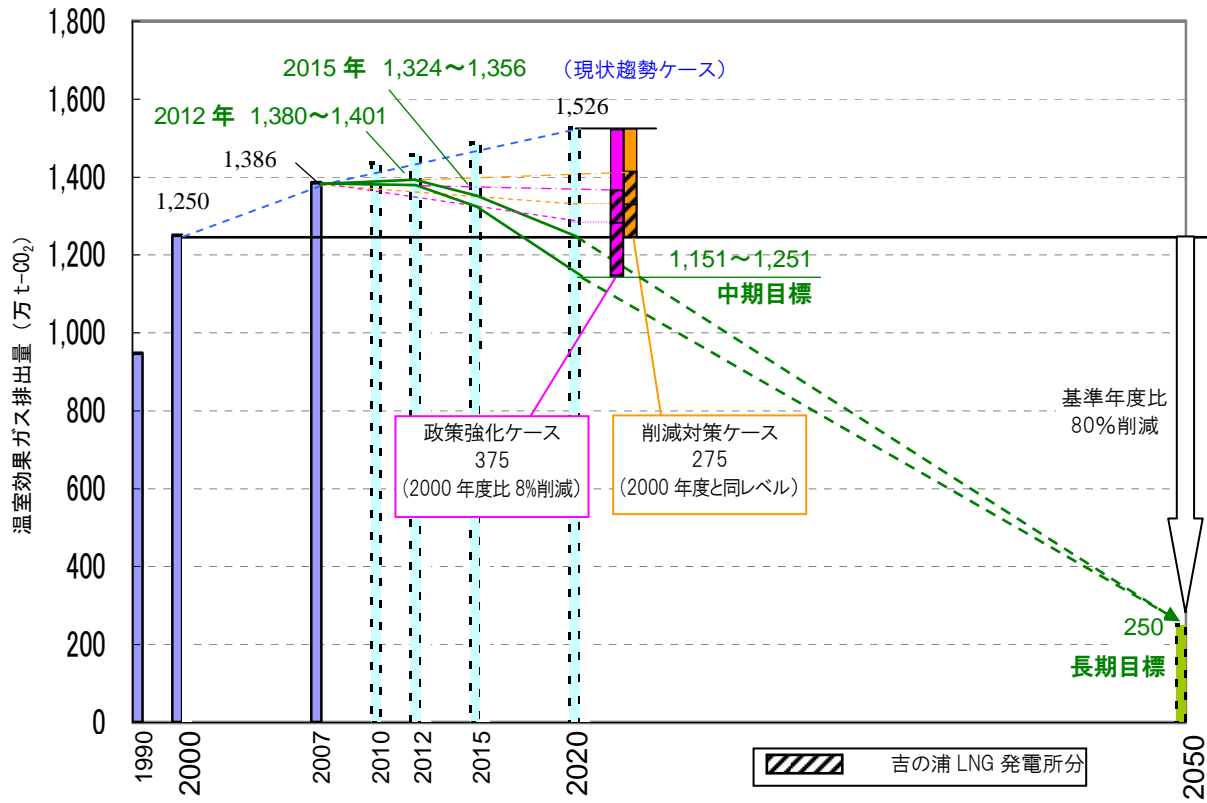 温室効果ガス排出量（万 t-CO₂）
1,800
1,600
1,400
1,200
1,000
800
600
400
200
0
2015 年 1,324～1,356
（現状趨勢ケース）
2012 年 1,380～1,401
1,526
1,386
1,250
1,151～1,251
中期目標
政策強化ケース
375
（2000 年度比 8%削減）
削減対策ケース
275
（2000 年度と同レベル）
基準年度比
80%削減
250
長期目標
1990
2000
2007
2010
2012
2015
2020
2050
吉の浦 LNG 発電所分